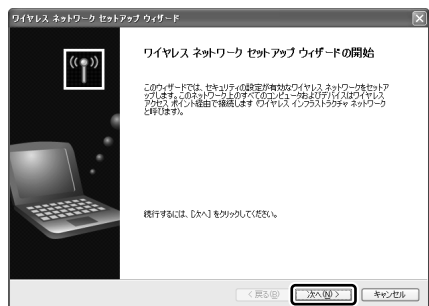 ワイヤレス ネットワーク セットアップ ウィザード
ワイヤレス ネットワーク セットアップ ウィザードの開始
このウィザードでは、セキュリティの設定が有効なワイヤレス ネットワークをセットア
ップします。このネットワーク上のすべてのコンピュータおよびデバイスはワイヤレス
アクセス ポイント経由で接続します (ワイヤレス インフラストラクチャ ネットワーク
と呼びます)。
続行するには、[次へ] をクリックしてください。
< 戻る(B)
次へ(N) >
キャンセル